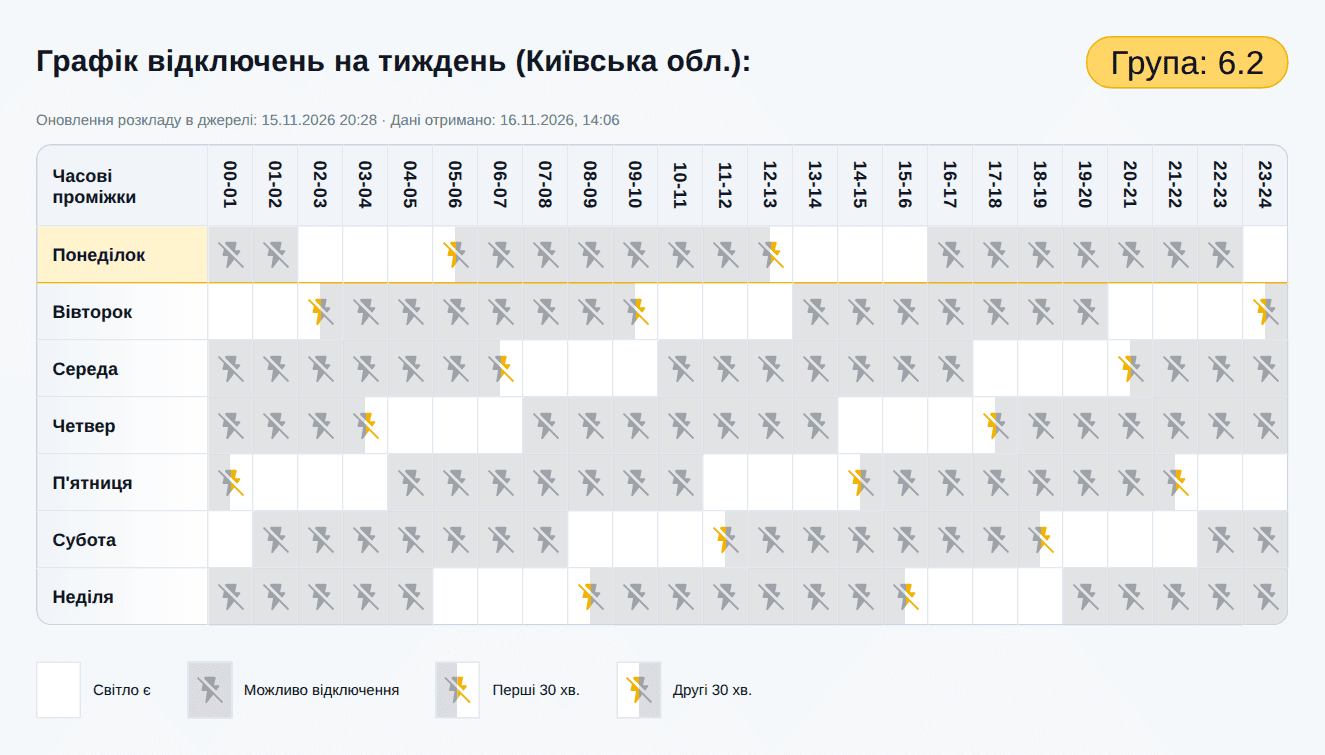 Графік відключень на тиждень (Київська обл.):
Група: 6.2
Оновлення розкладу в джерелі: 15.11.2026 20:28 · Дані отримано: 16.11.2026, 14:06
Часові
проміжки
00-01
01-02
02-03
03-04
04-05
05-06
06-07
07-08
08-09
09-10
10-11
11-12
12-13
13-14
14-15
15-16
16-17
17-18
18-19
19-20
20-21
21-22
22-23
23-24
Понеділок
Вівторок
Середа
Четвер
П'ятниця
Субота
Неділя
Світло є
Можливо відключення
Перші 30 хв.
Другі 30 хв.